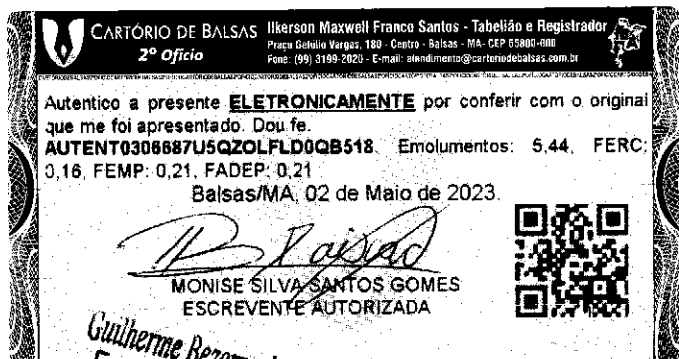 CARTÓRIO DE BALSAS
2º Ofício
Ilkerson Maxwell Franco Santos - Tabelião e Registrador
Praça Getúlio Vargas, 180 - Centro - Balsas - MA- CEP 65800-000
Fone: (99) 3199-2020 - E-mail: atendimento@cartoriodebalsas.com.br
Autentico a presente ELETRONICAMENTE por conferir com o original
que me foi apresentado. Dou fe.
AUTENT0306687U5QZOLFLD0QB518. Emolumentos: 5,44, FERC:
0,16, FEMP: 0,21, FADEP: 0,21
Balsas/MA, 02 de Maio de 2023.
MONISE SILVA SANTOS GOMES
ESCREVENTE AUTORIZADA
Guilherme